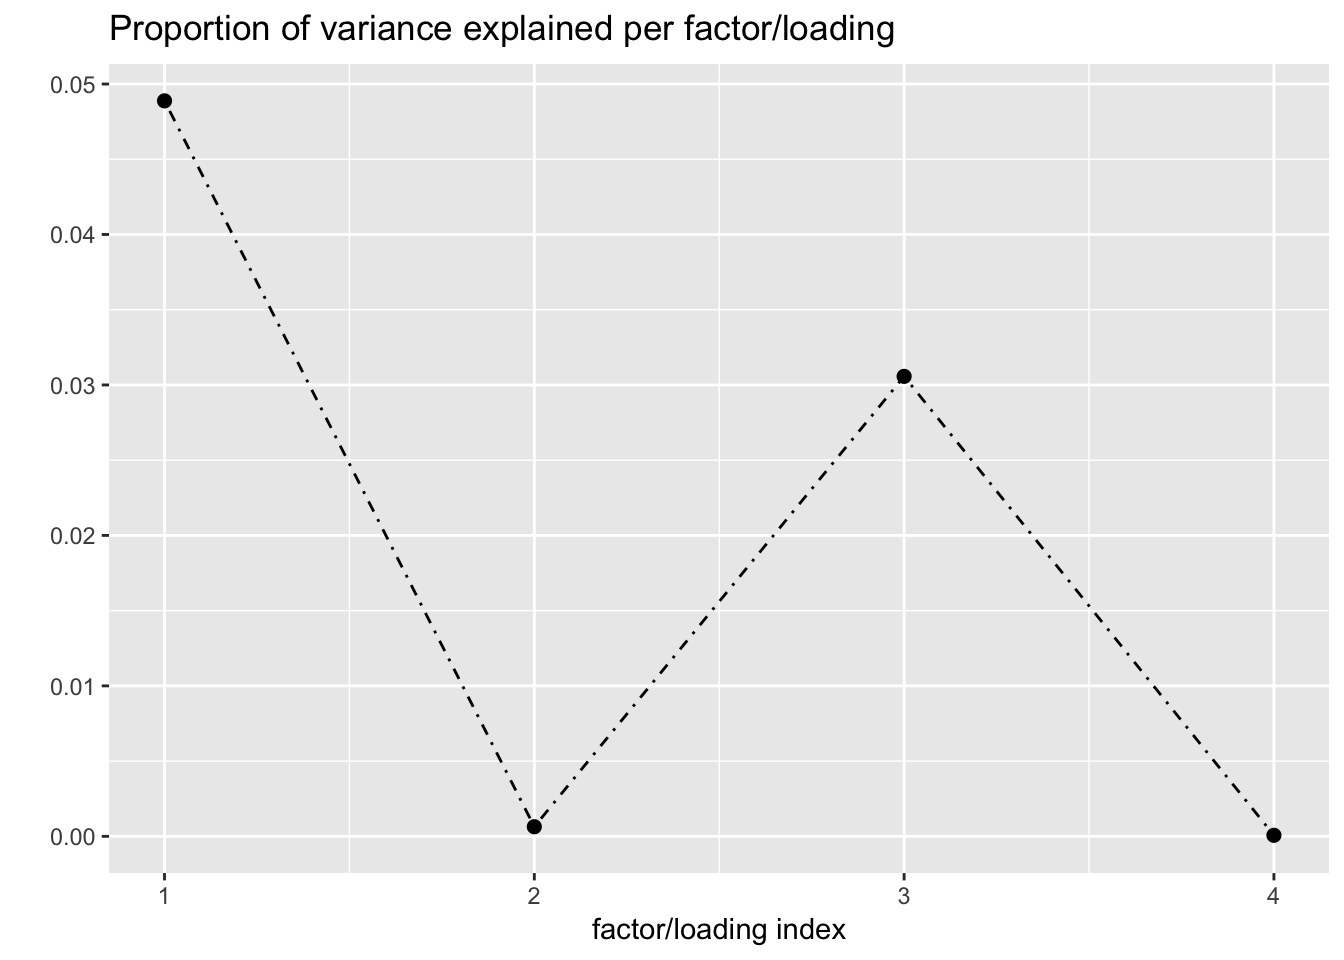 Proportion of variance explained per factor/loading
0.05
0.04
0.03
0.02
0.01
0.00
1 2 3 4
factor/loading index